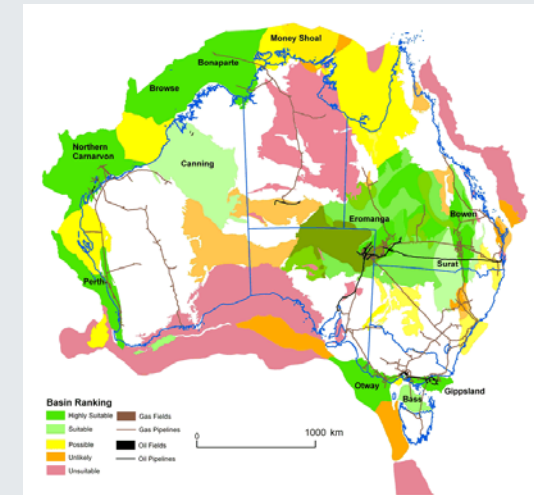 Money Shoal
Bonaparte
Browse
Northern
Carnarvon
Canning
Eromanga
Bowen
Surat
Perth
Otway
Gippsland
Bass
Basin Ranking
Highly Suitable
Suitable
Possible
Unlikely
Unsuitable
Gas Fields
Gas Pipelines
Oil Fields
Oil Pipelines
0
1000 km